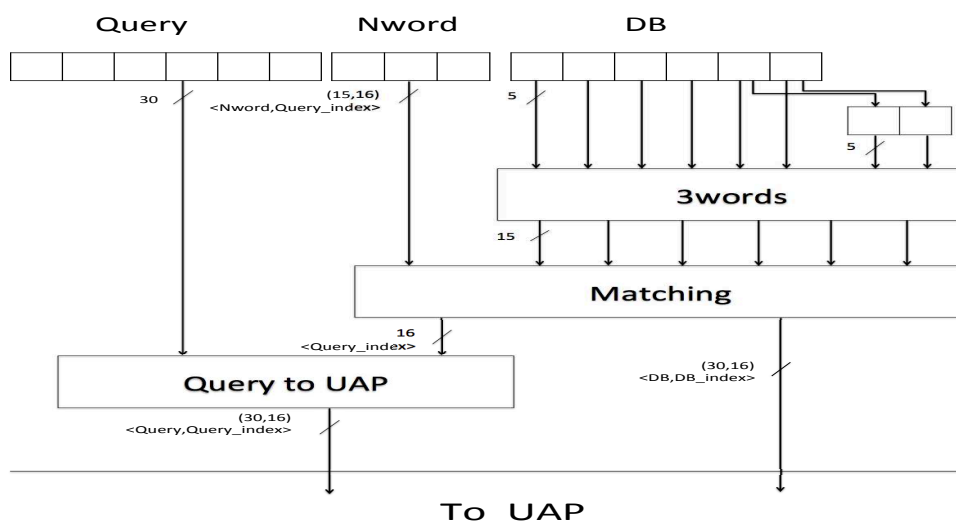 Query Nword DB
30
(15,16)
<Nword,Query_index>
5
5
3words
15
Matching
16
<Query_index>
(30,16)
<DB,DB_index>
Query to UAP
(30,16)
<Query,Query_index>
To UAP